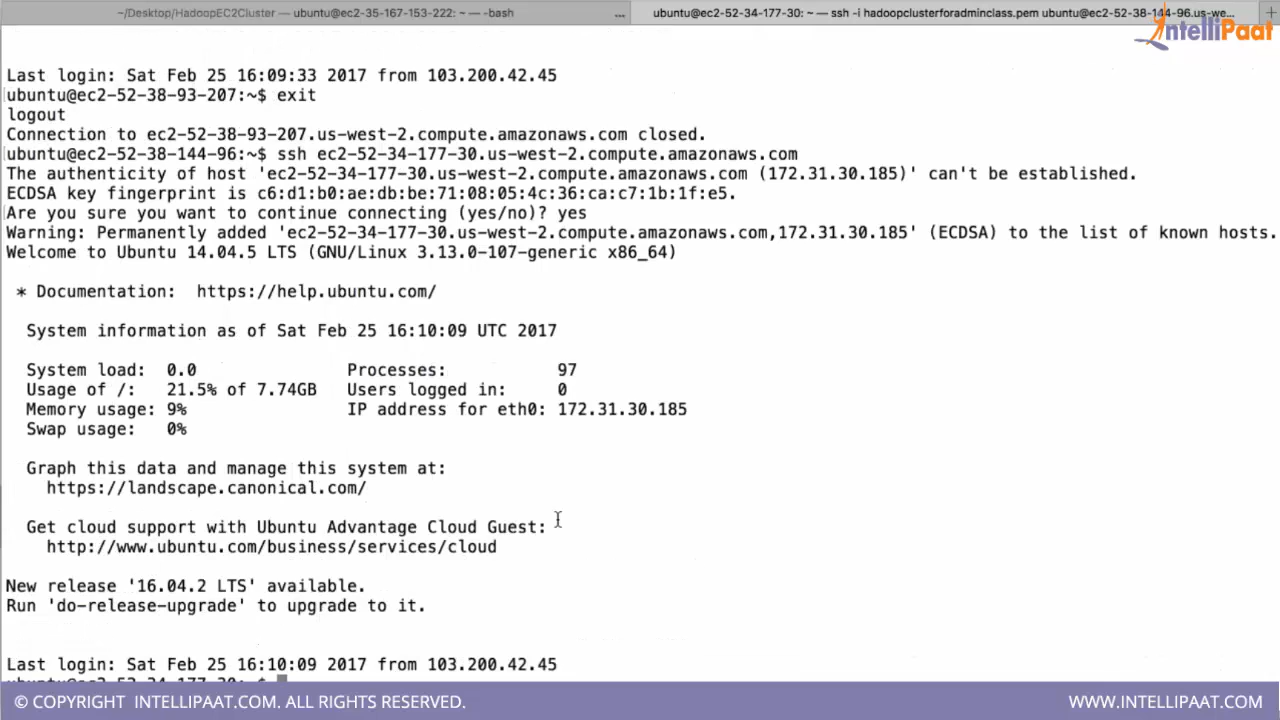 ~/Desktop/HadoopEC2Cluster — ubuntu@ec2-35-167-153-222: ~ — -bash
... ubuntu@ec2-52-34-177-30: ~ — ssh -i hadoopclusterforadminclass.pem ubuntu@ec2-52-38-144-96.us-we... +
IntelliPaat
Last login: Sat Feb 25 16:09:33 2017 from 103.200.42.45
ubuntu@ec2-52-38-93-207:~$ exit
logout
Connection to ec2-52-38-93-207.us-west-2.compute.amazonaws.com closed.
ubuntu@ec2-52-38-144-96:~$ ssh ec2-52-34-177-30.us-west-2.compute.amazonaws.com
The authenticity of host 'ec2-52-34-177-30.us-west-2.compute.amazonaws.com (172.31.30.185)' can't be established.
ECDSA key fingerprint is c6:d1:b0:ae:db:be:71:08:05:4c:36:ca:c7:1b:1f:e5.
Are you sure you want to continue connecting (yes/no)? yes
Warning: Permanently added 'ec2-52-34-177-30.us-west-2.compute.amazonaws.com,172.31.30.185' (ECDSA) to the list of known hosts.
Welcome to Ubuntu 14.04.5 LTS (GNU/Linux 3.13.0-107-generic x86_64)
* Documentation: https://help.ubuntu.com/
System information as of Sat Feb 25 16:10:09 UTC 2017
System load: 0.0 Processes: 97
Usage of /: 21.5% of 7.74GB Users logged in: 0
Memory usage: 9% IP address for eth0: 172.31.30.185
Swap usage: 0%
Graph this data and manage this system at:
https://landscape.canonical.com/
Get cloud support with Ubuntu Advantage Cloud Guest:
http://www.ubuntu.com/business/services/cloud
New release '16.04.2 LTS' available.
Run 'do-release-upgrade' to upgrade to it.
Last login: Sat Feb 25 16:10:09 2017 from 103.200.42.45
ubuntu@ec2-52-34-177-30:~$
© COPYRIGHT INTELLIPAAT.COM. ALL RIGHTS RESERVED.
WWW.INTELLIPAAT.COM